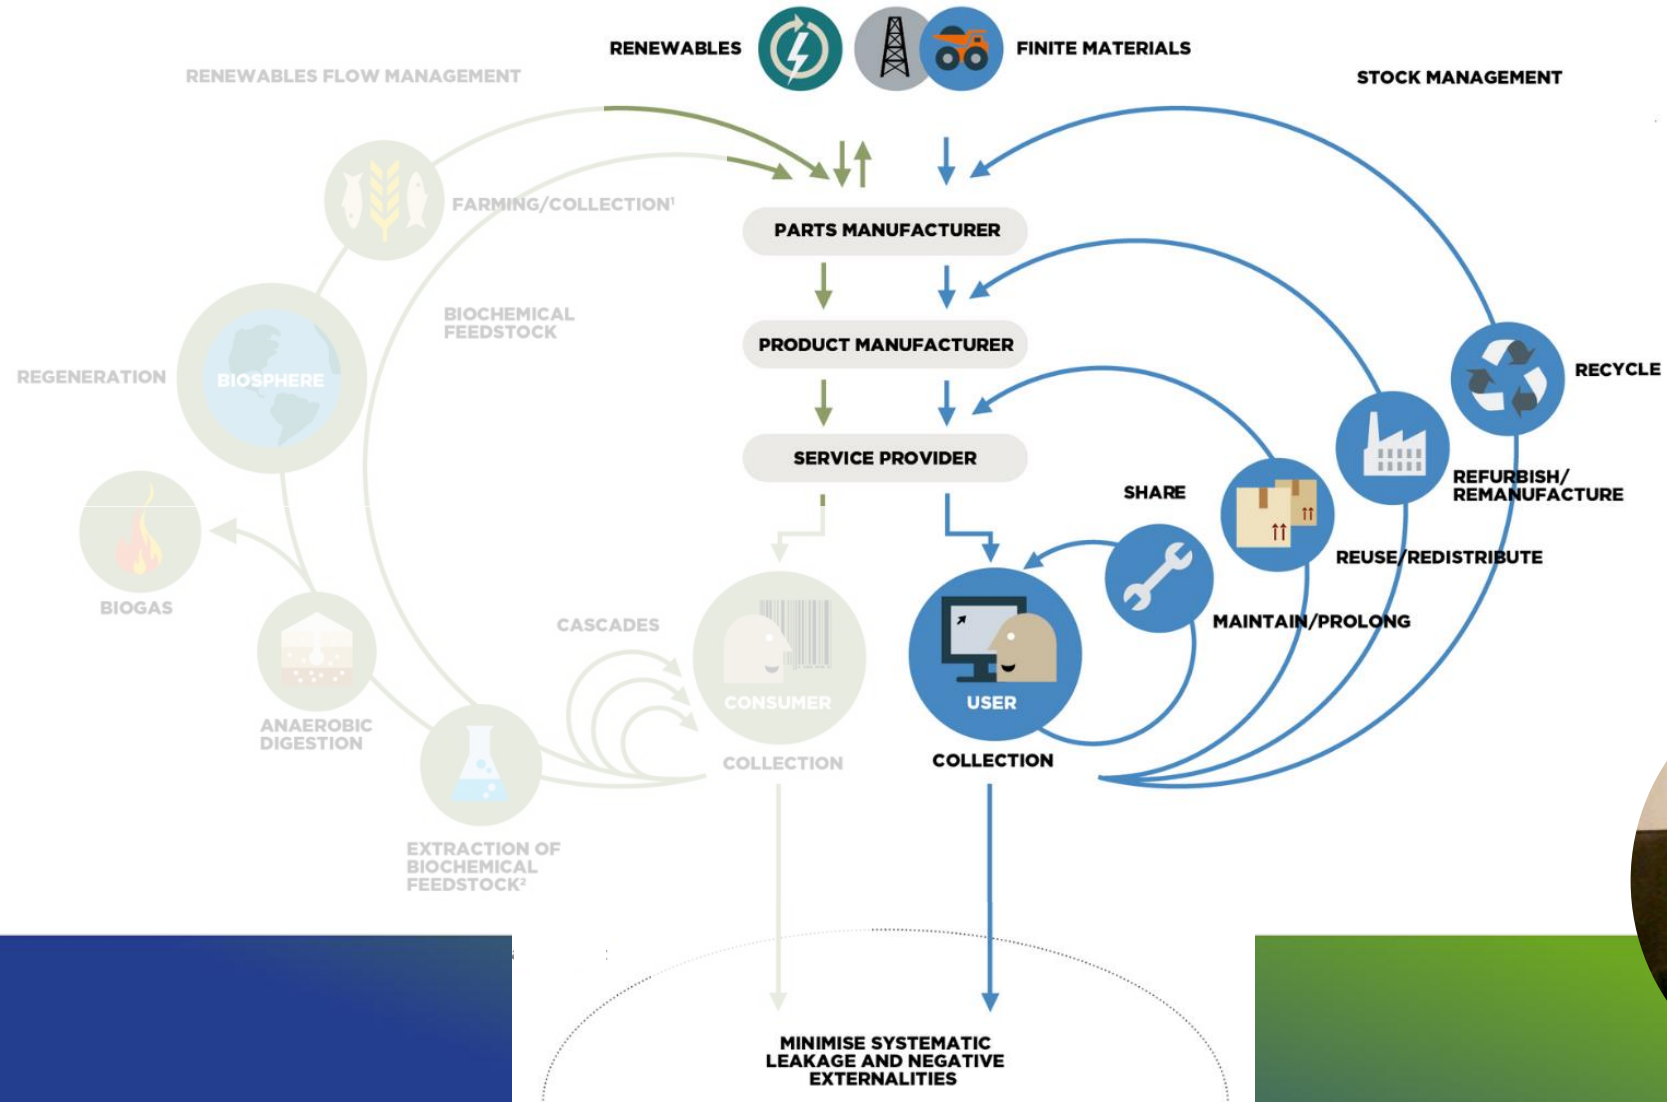 RENEWABLES
FINITE MATERIALS
RENEWABLES FLOW MANAGEMENT
STOCK MANAGEMENT
FARMING/COLLECTION¹
PARTS MANUFACTURER
BIOCHEMICAL
FEEDSTOCK
PRODUCT MANUFACTURER
REGENERATION
BIOSPHERE
RECYCLE
SERVICE PROVIDER
SHARE
REFURBISH/
REMANUFACTURE
REUSE/REDISTRIBUTE
BIOGAS
CASCADES
MAINTAIN/PROLONG
CONSUMER
USER
ANAEROBIC
DIGESTION
COLLECTION
COLLECTION
EXTRACTION OF
BIOCHEMICAL
FEEDSTOCK²
MINIMISE SYSTEMATIC
LEAKAGE AND NEGATIVE
EXTERNALITIES